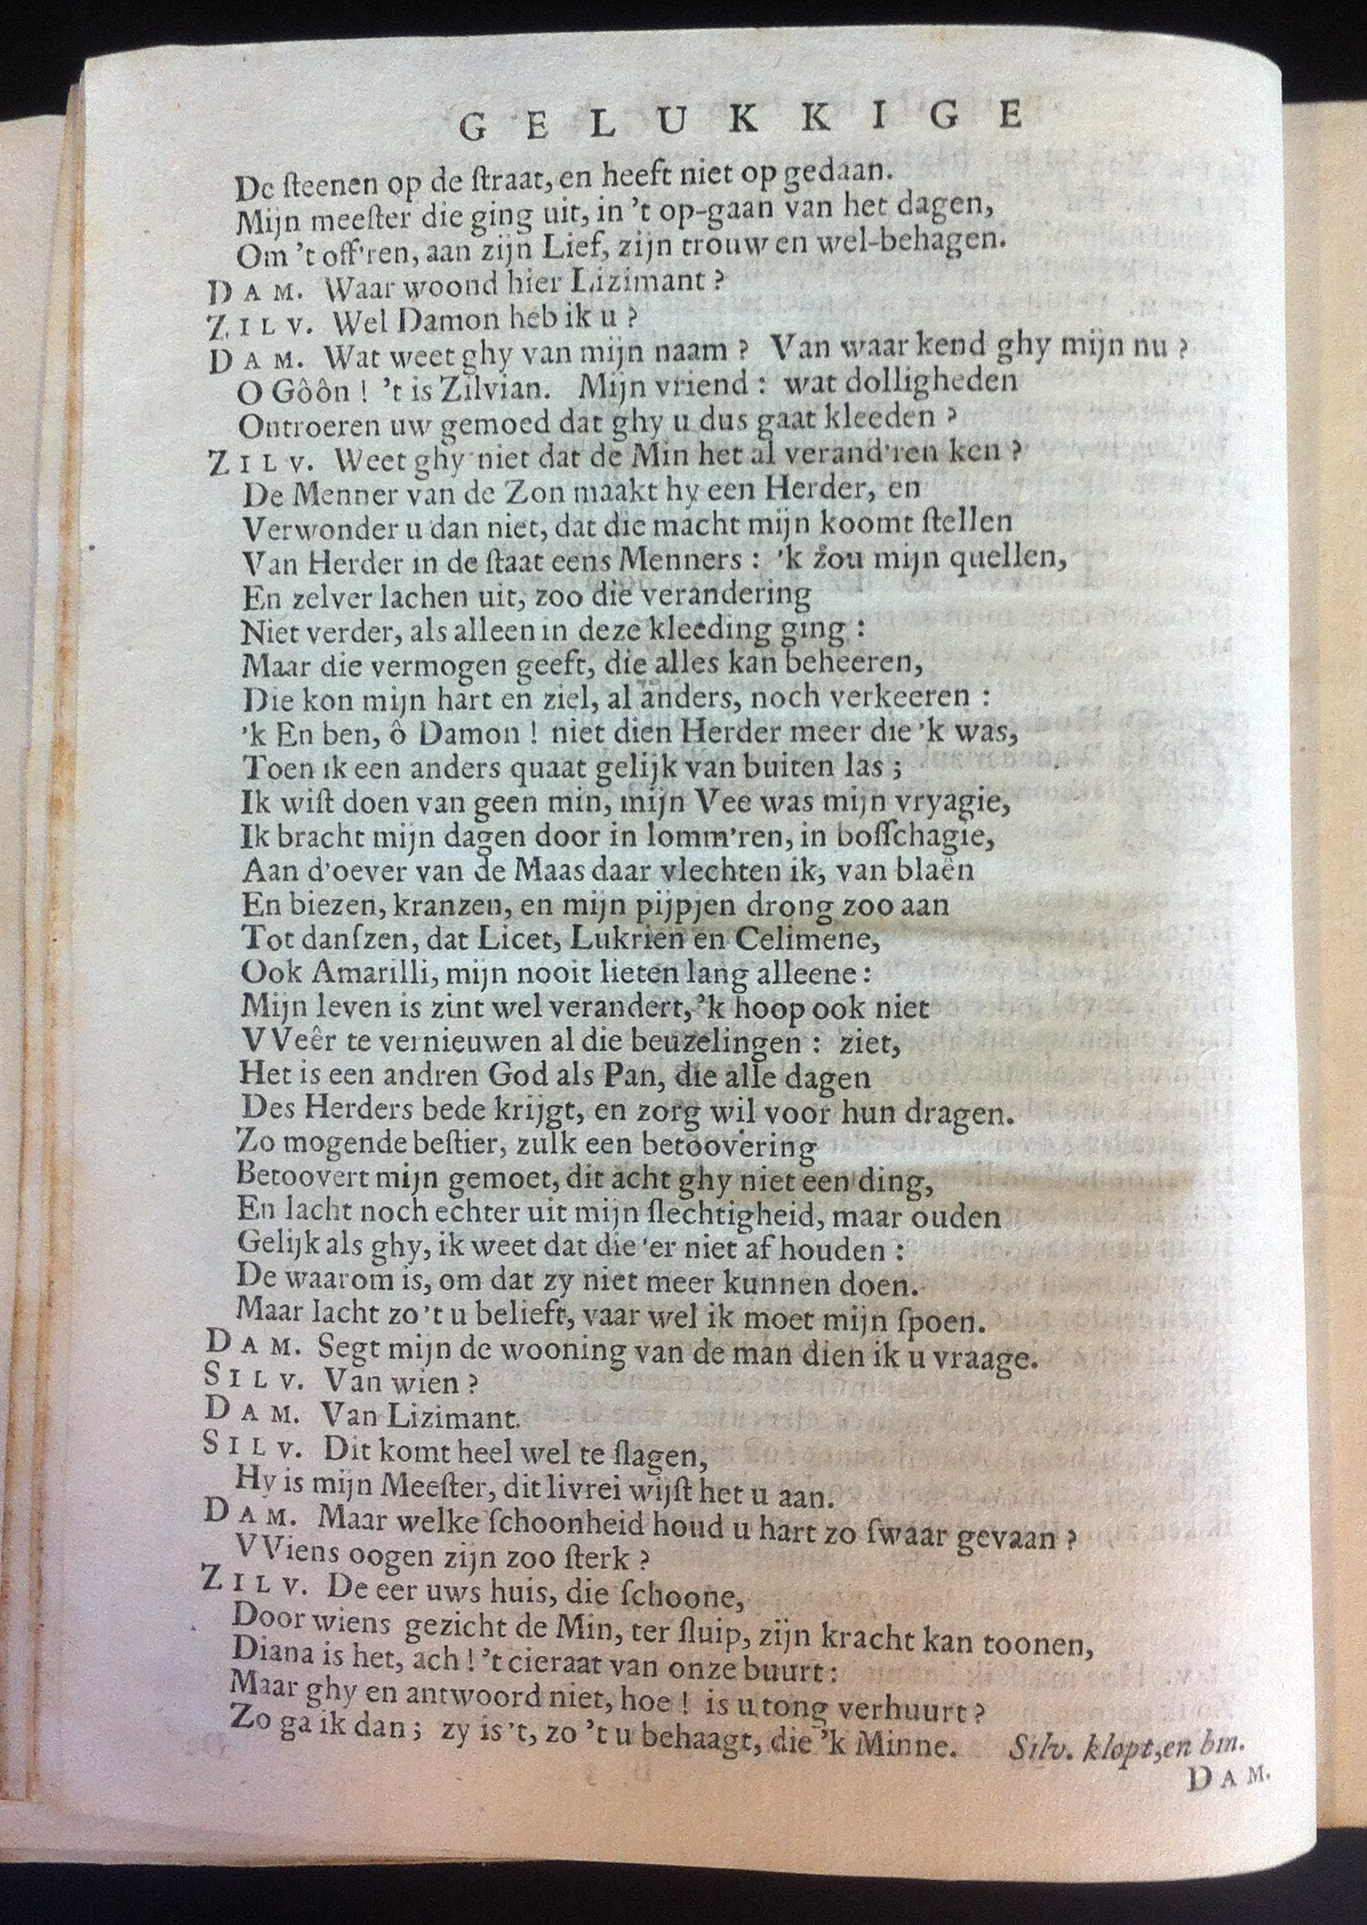 GELUKKIGE
De ſteenen op de ſtraat, en heeft niet op gedaan.
Mijn meeſter die ging uit, in 't op-gaan van het dagen,
Om 't off'ren, aan zijn Lief, zijn trouw en wel-behagen.
DAM. Waar woond hier Lizimant?
ZILV. Wel Damon heb ik u?
DAM. Wat weet ghy van mijn naam? Van waar kend ghy mijn nu?
O Gôôn! 't is Zilvian. Mijn vriend: wat dolligheden
Ontroeren uw gemoed dat ghy u dus gaat kleeden?
ZILV. Weet ghy niet dat de Min het al verand'ren ken?
De Menner van de Zon maakt hy een Herder, en
Verwonder u dan niet, dat die macht mijn koomt ſtellen
Van Herder in de ſtaat eens Menners: 'k zou mijn quellen,
En zelver lachen uit, zoo die verandering
Niet verder, als alleen in deze kleeding ging:
Maar die vermogen geeft, die alles kan beheeren,
Die kon mijn hart en ziel, al anders, noch verkeeren:
'k En ben, ô Damon! niet dien Herder meer die 'k was,
Toen ik een anders quaat gelijk van buiten las;
Ik wiſt doen van geen min, mijn Vee was mijn vryagie,
Ik bracht mijn dagen door in lomm'ren, in boſſchagie,
Aan d'oever van de Maas daar vlechten ik, van blaên
En biezen, kranzen, en mijn pijpjen drong zoo aan
Tot danſzen, dat Licet, Lukrien en Celimene,
Ook Amarilli, mijn nooit lieten lang alleene:
Mijn leven is zint wel verandert, 'k hoop ook niet
VVeêr te vernieuwen al die beuzelingen: ziet,
Het is een andren God als Pan, die alle dagen
Des Herders bede krijgt, en zorg wil voor hun dragen.
Zo mogende beſtier, zulk een betoovering
Betoovert mijn gemoet, dit acht ghy niet een ding,
En lacht noch echter uit mijn ſlechtigheid, maar ouden
Gelijk als ghy, ik weet dat die 'er niet af houden:
De waarom is, om dat zy niet meer kunnen doen.
Maar lacht zo 't u belieft, vaar wel ik moet mijn ſpoen.
DAM. Segt mijn de wooning van de man dien ik u vraage.
SILV. Van wien?
DAM. Van Lizimant.
SILV. Dit komt heel wel te ſlagen,
Hy is mijn Meeſter, dit livrei wijſt het u aan.
DAM. Maar welke ſchoonheid houd u hart zo ſwaar gevaan?
VViens oogen zijn zoo ſterk?
ZILV. De eer uws huis, die ſchoone,
Door wiens gezicht de Min, ter ſluip, zijn kracht kan toonen,
Diana is het, ach! 't cieraat van onze buurt:
Maar ghy en antwoord niet, hoe! is u tong verhuurt?
Zo ga ik dan; zy is 't, zo 't u behaagt, die 'k Minne. Silv. klopt, en bin.
DAM.